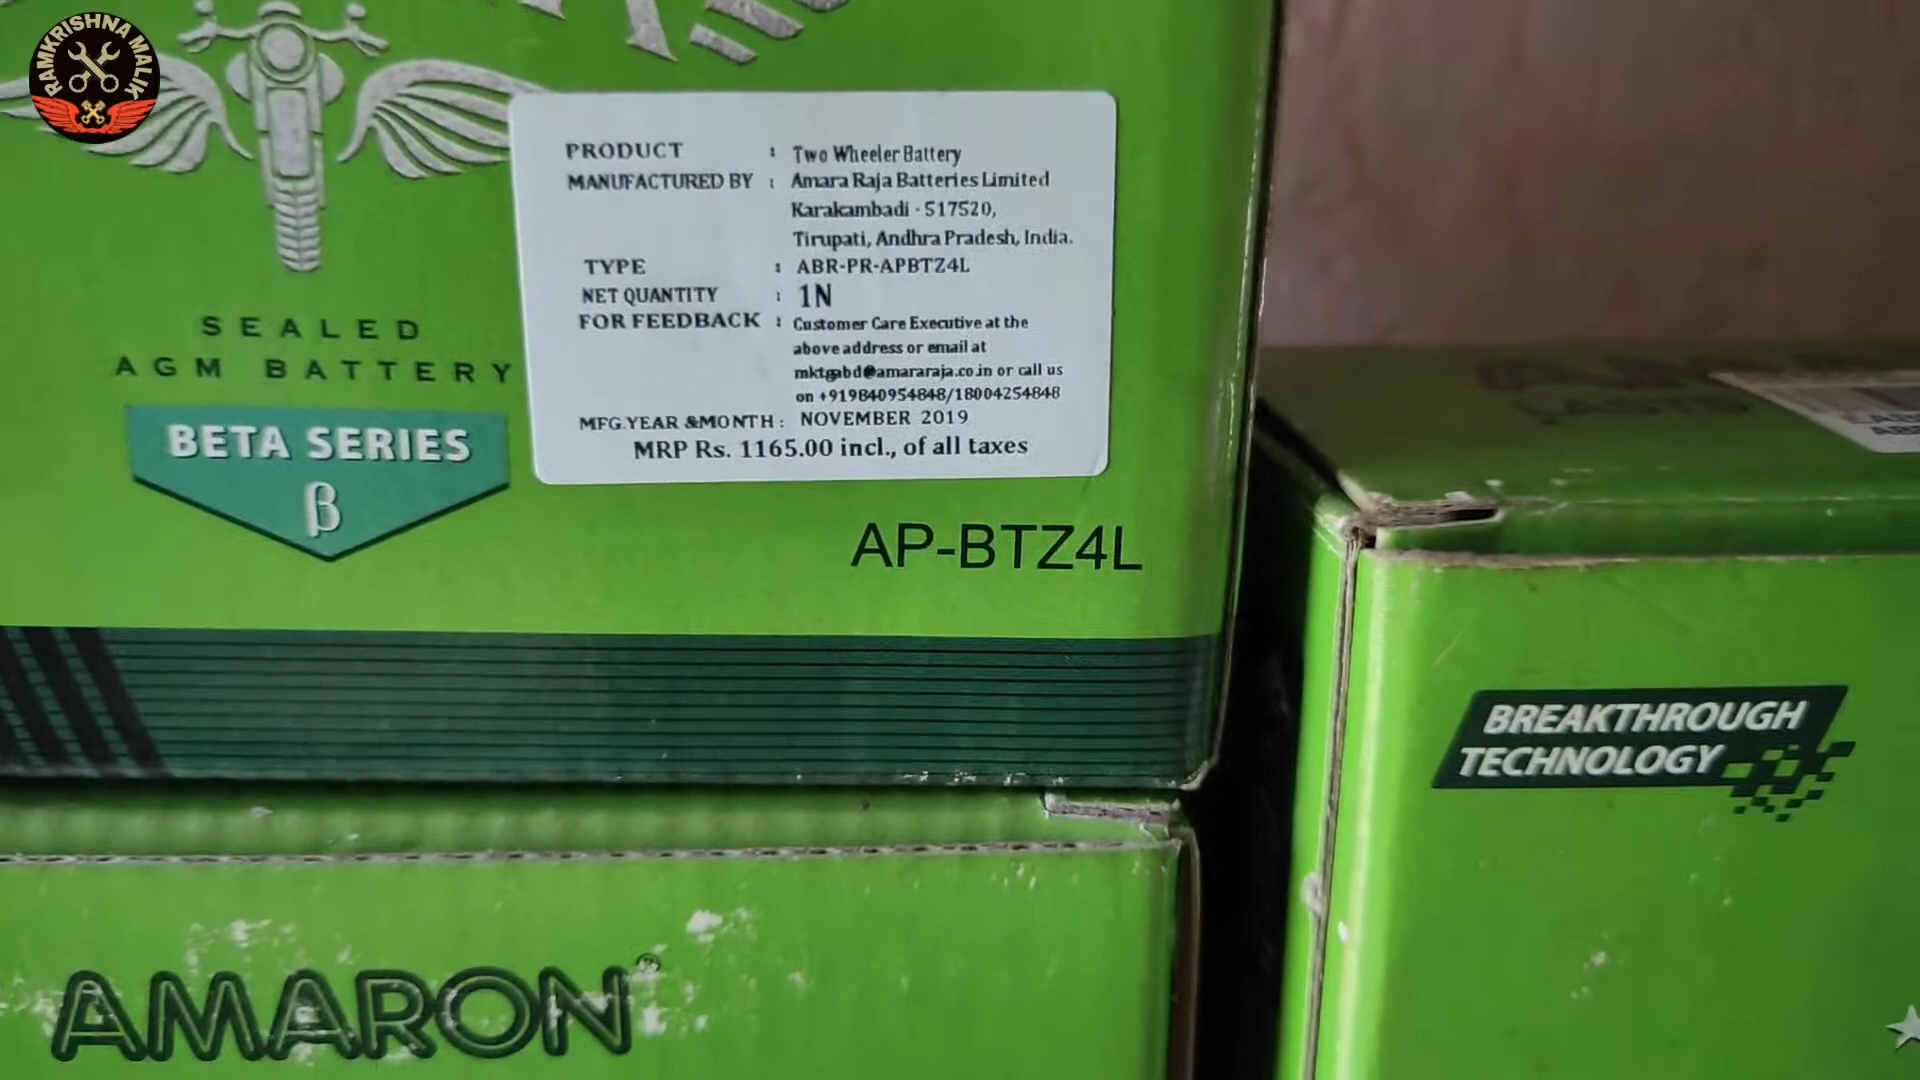 RAMKRISHNA MALIK
PRODUCT : Two Wheeler Battery
MANUFACTURED BY : Amara Raja Batteries Limited
Karakambadi - 517520,
Tirupati, Andhra Pradesh, India.
TYPE : ABR-PR-APBTZ4L
NET QUANTITY : 1N
FOR FEEDBACK : Customer Care Executive at the
above address or email at
mktgabd@amararaja.co.in or call us
on +919840954848/18004254848
MFG.YEAR &MONTH : NOVEMBER 2019
MRP Rs. 1165.00 incl., of all taxes
SEALED
AGM BATTERY
BETA SERIES
β
AP-BTZ4L
BREAKTHROUGH
TECHNOLOGY
AMARON®